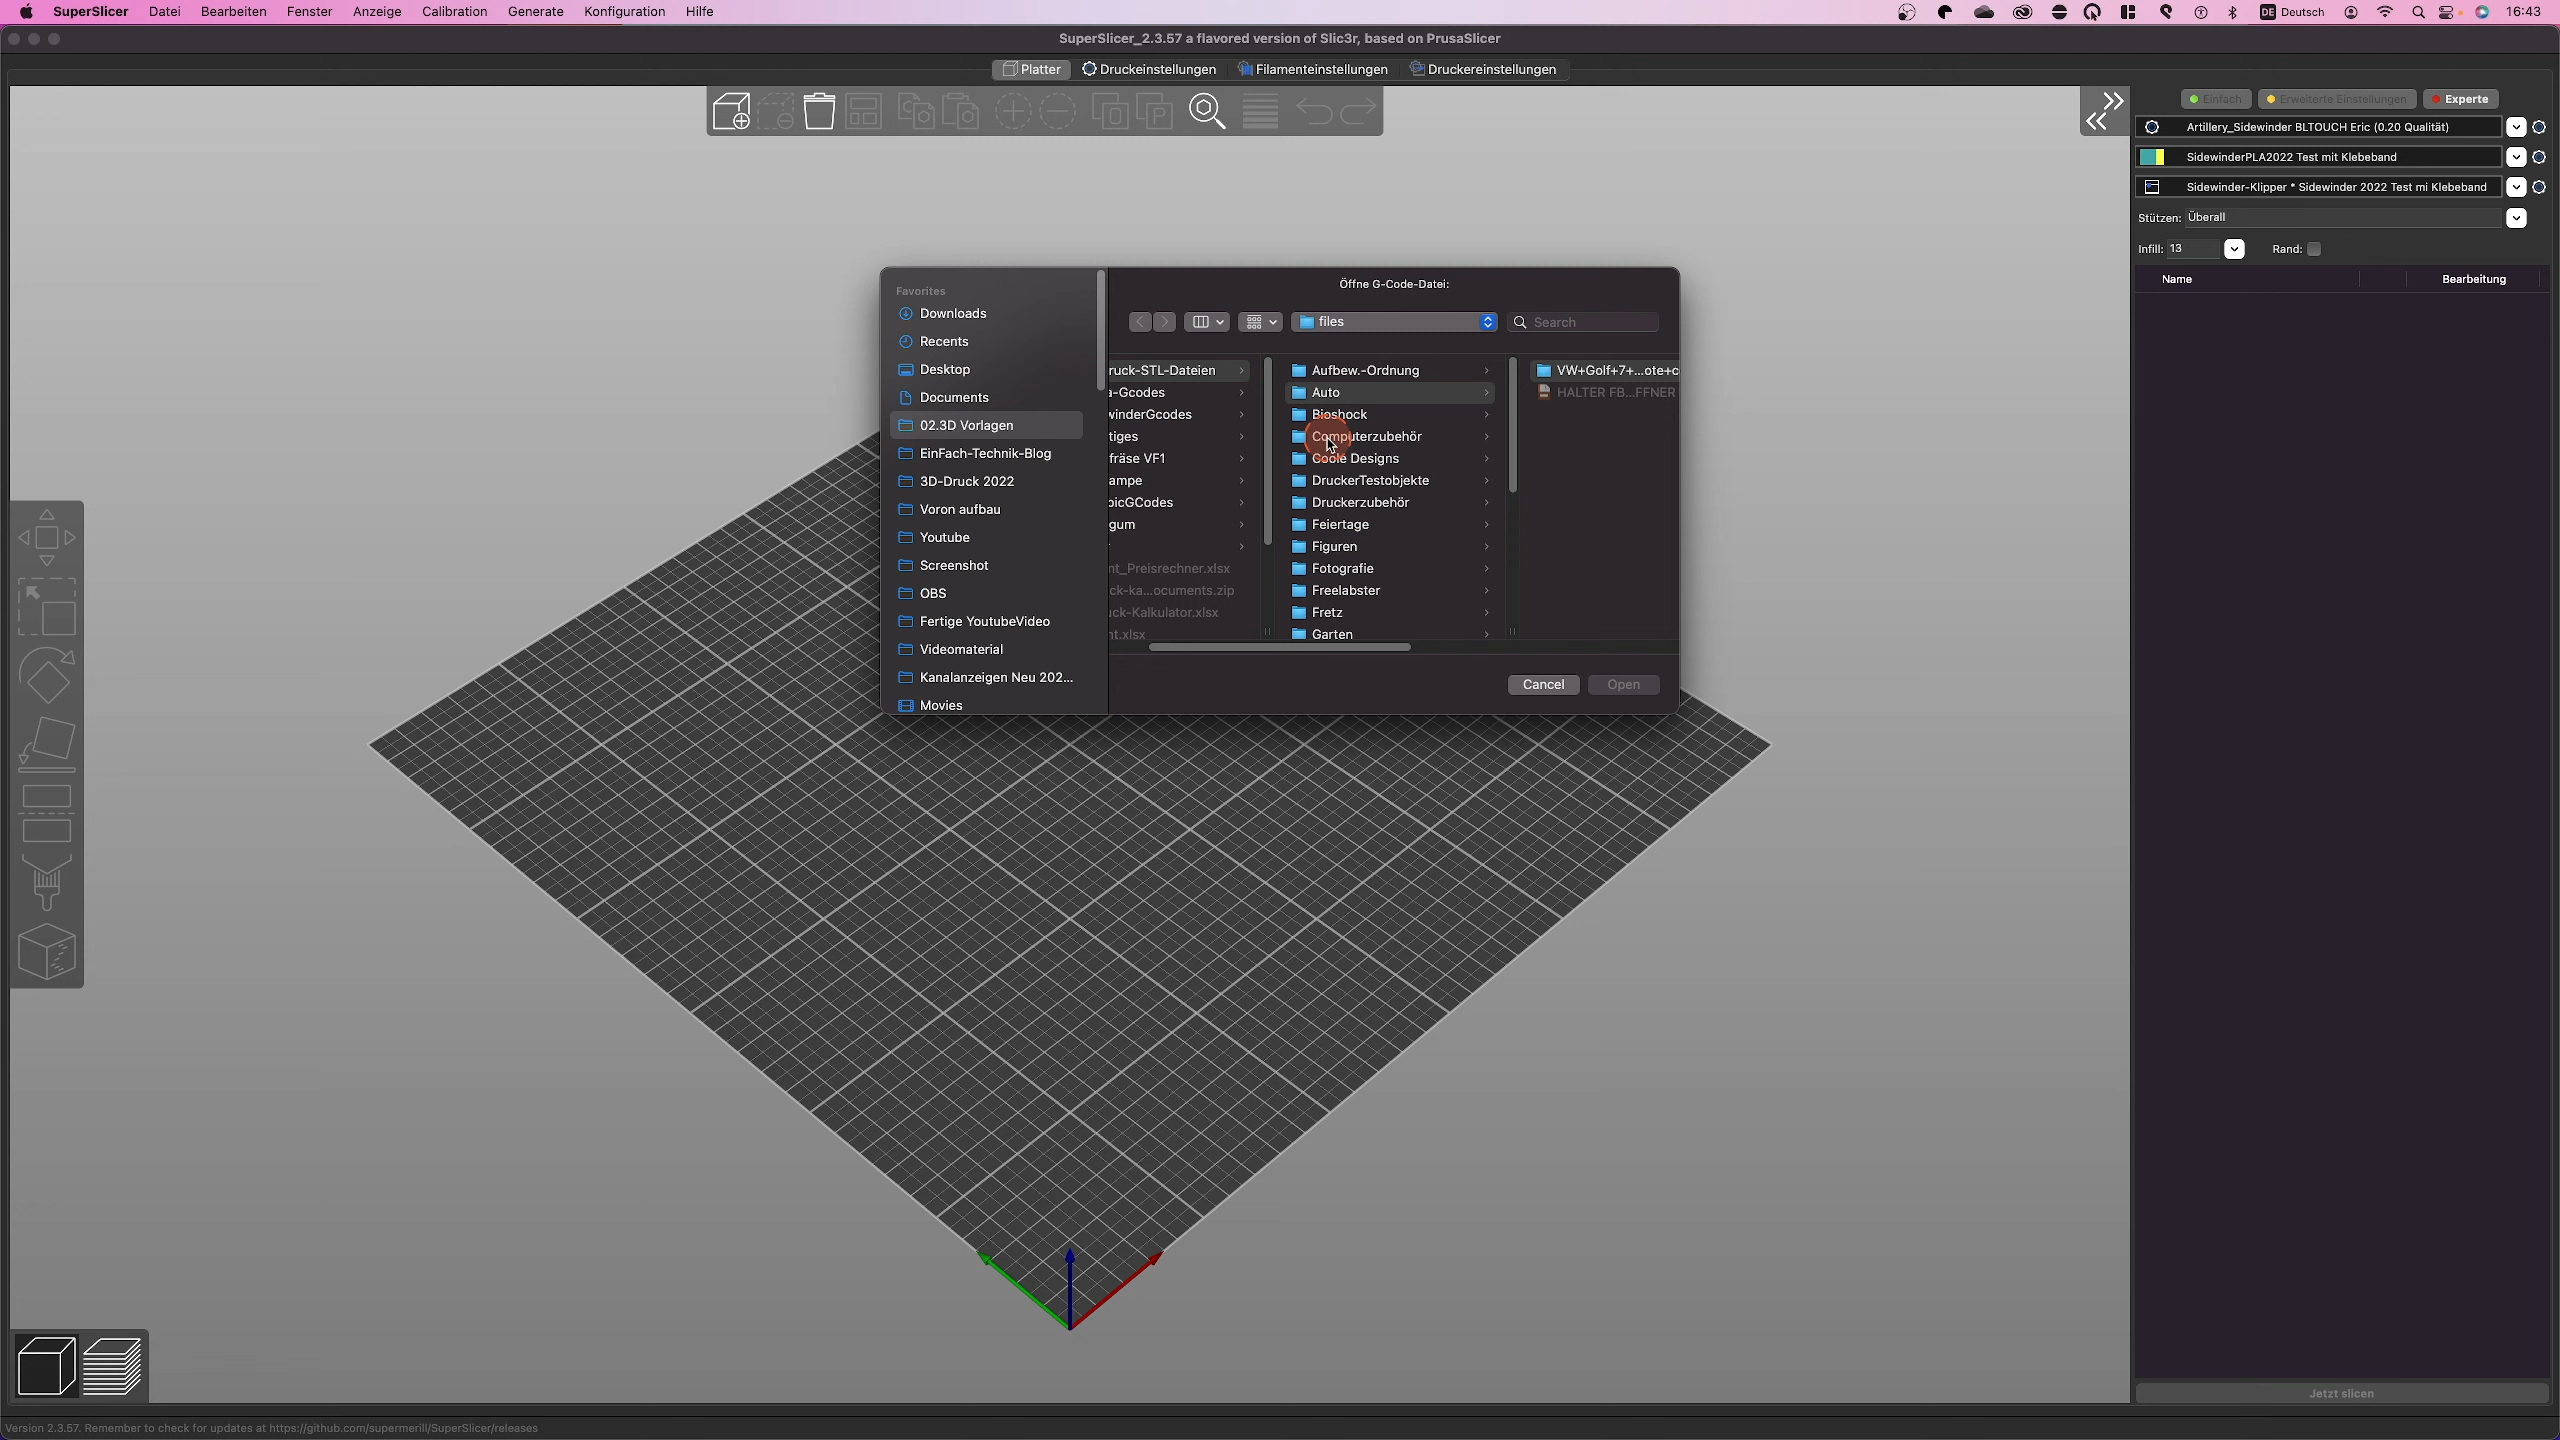 SuperSlicer Datei Bearbeiten Fenster Anzeige Calibration Generate Konfiguration Hilfe DE Deutsch 16:43
SuperSlicer_2.3.57 a flavored version of Slic3r, based on PrusaSlicer
Platter Druckeinstellungen Filamenteinstellungen Druckereinstellungen
Einfach Erweiterte Einstellungen Experte
Artillery_Sidewinder BLTOUCH Eric (0.20 Qualität)
SidewinderPLA2022 Test mit Klebeband
Sidewinder-Klipper * Sidewinder 2022 Test mi Klebeband
Stützen: Überall
Infill: 13 Rand:
Name Bearbeitung
Öffne G-Code-Datei:
files
Search
Favorites
Downloads
Recents
Desktop
Documents
02.3D Vorlagen
EinFach-Technik-Blog
3D-Druck 2022
Voron aufbau
Youtube
Screenshot
OBS
Fertige YoutubeVideo
Videomaterial
Kanalanzeigen Neu 202...
Movies
ruck-STL-Dateien
a-Gcodes
winderGcodes
tiges
fräse VF1
ampe
picGCodes
gum
nt_Preisrechner.xlsx
ck-ka...ocuments.zip
uck-Kalkulator.xlsx
nt.xlsx
Aufbew.-Ordnung
Auto
Bioshock
Computerzubehör
Coole Designs
DruckerTestobjekte
Druckerzubehör
Feiertage
Figuren
Fotografie
Freelabster
Fretz
Garten
VW+Golf+7+...ote+c
HALTER FB...FFNER
Cancel Open
Jetzt slicen
Version 2.3.57. Remember to check for updates at https://github.com/supermerill/SuperSlicer/releases